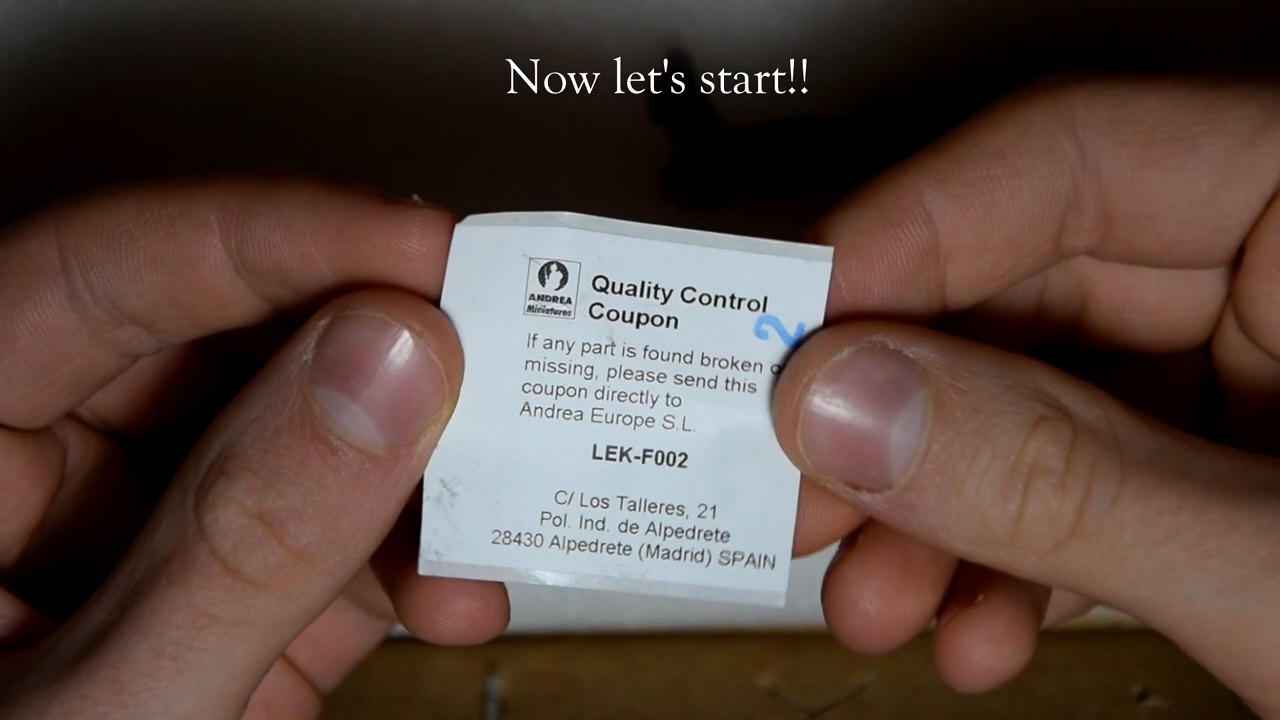 Now let's start!!
ANDREA
Miniatures
Quality Control
Coupon
2
If any part is found broken
missing, please send this
coupon directly to
Andrea Europe S.L.
LEK-F002
C/ Los Talleres, 21
Pol. Ind. de Alpedrete
28430 Alpedrete (Madrid) SPAIN